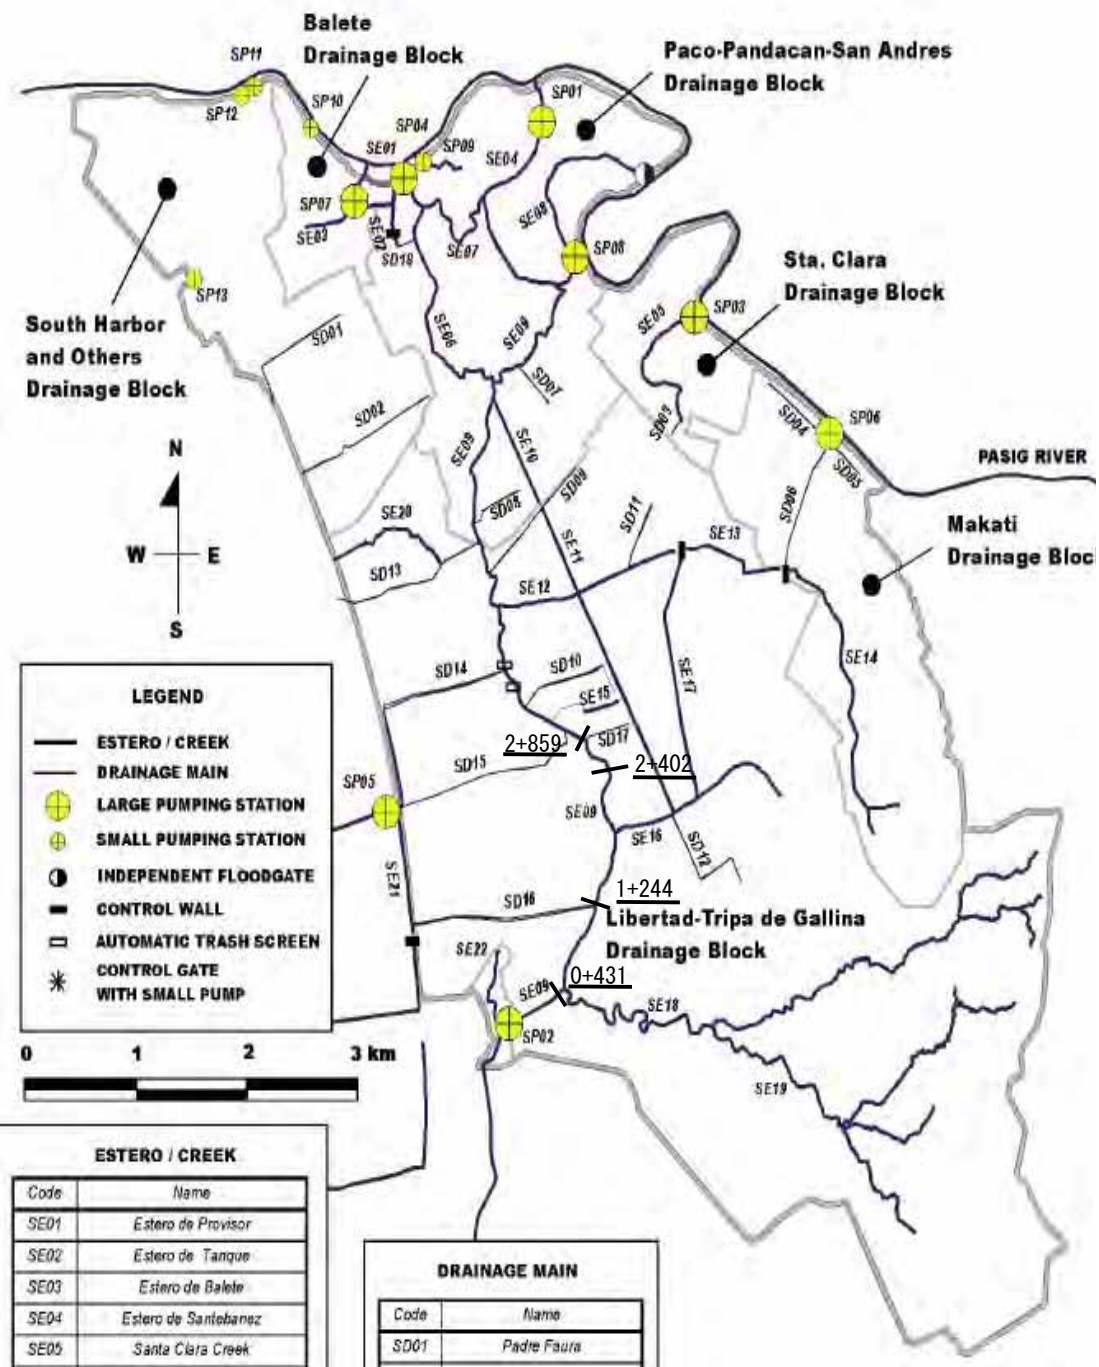 Balete
Drainage Block
Paco-Pandacan-San Andres
Drainage Block
SP11
SP12
SP10
SP04
SP01
SP09
SE01
SE04
SP07
SE03
SE02
SD18
SE07
SE08
SP08
SP13
Sta. Clara
Drainage Block
South Harbor
and Others
Drainage Block
SE05
SP03
SD01
SE06
SE09
SD07
SD02
SD03
SD04
SP06
SD05
N
W
E
S
SE09
SE10
SD08
SD09
SD06
PASIG RIVER
SE20
SD11
SE13
Makati
Drainage Block
SD13
SE12
SE11
SE14
SD14
SD10
SE15
SE17
2+859
SD17
SD15
2+402
SP05
SE09
SE16
SD12
SE21
SD16
1+244
Libertad-Tripa de Gallina
Drainage Block
SE22
SE09
0+431
SE18
SP02
SE19
LEGEND
ESTERO / CREEK
DRAINAGE MAIN
LARGE PUMPING STATION
SMALL PUMPING STATION
INDEPENDENT FLOODGATE
CONTROL WALL
AUTOMATIC TRASH SCREEN
CONTROL GATE
WITH SMALL PUMP
0 1 2 3 km
ESTERO / CREEK
Code Name
SE01 Estero de Provisor
SE02 Estero de Tanque
SE03 Estero de Balete
SE04 Estero de Santebanez
SE05 Santa Clara Creek
DRAINAGE MAIN
Code Name
SD01 Padre Faura